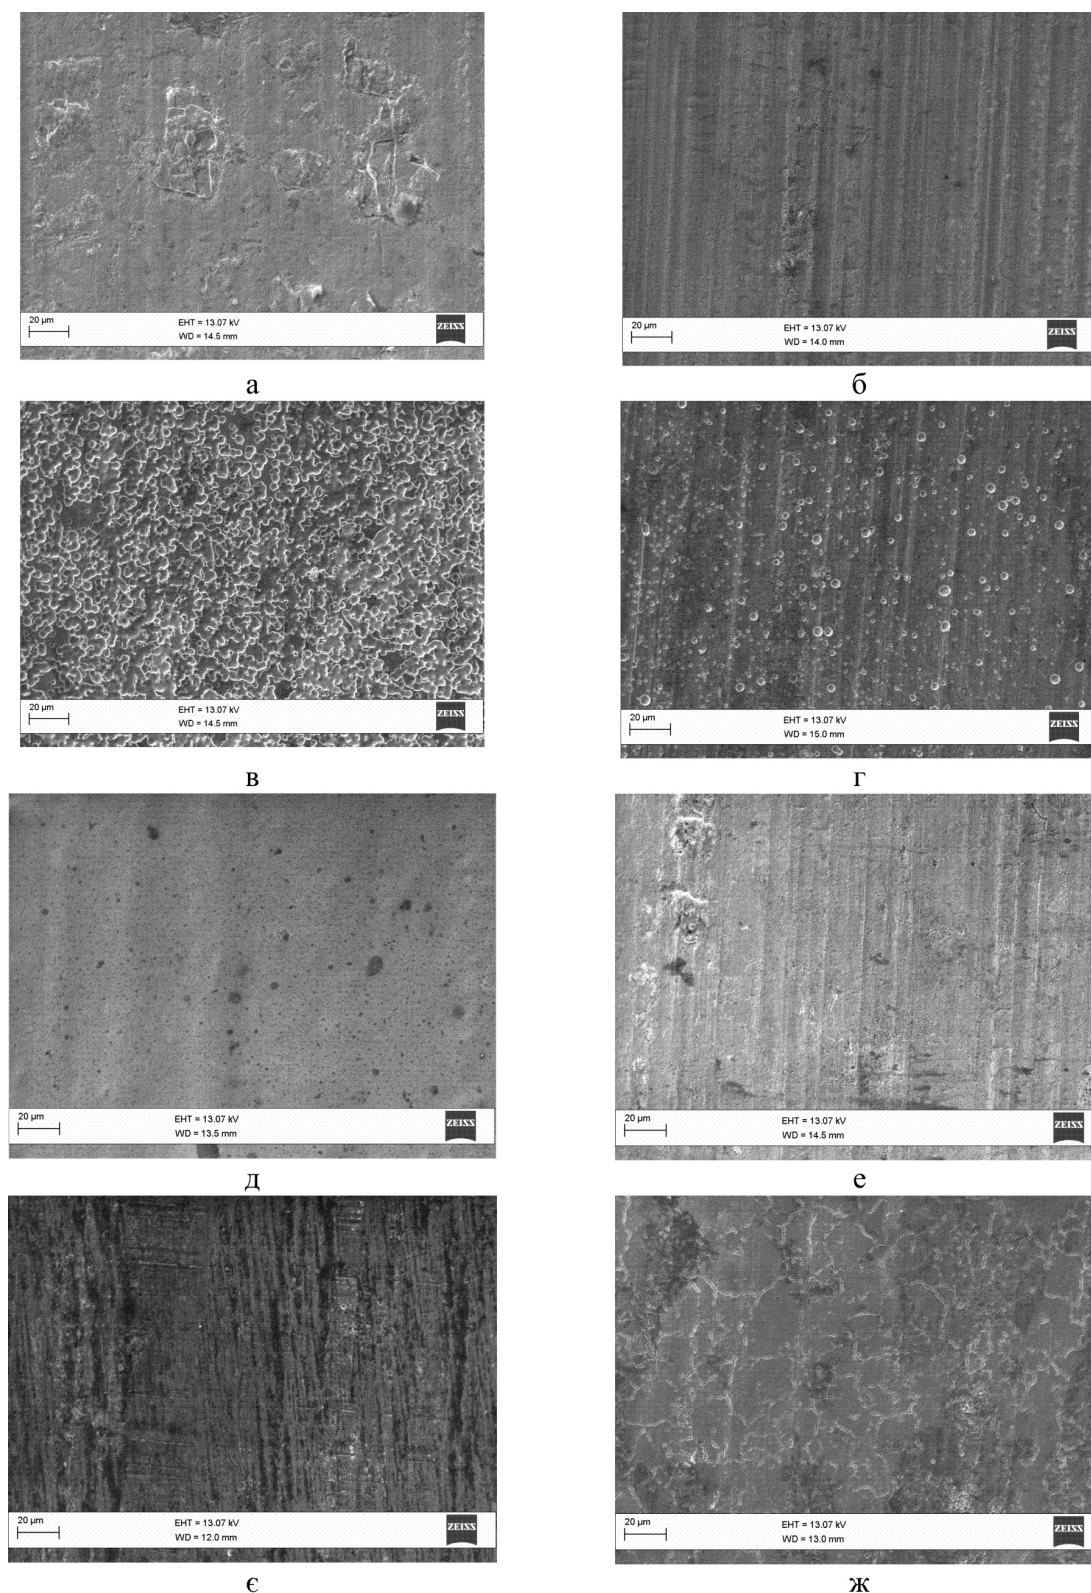 20 µm EHT = 13.07 kV ZEISS
WD = 14.5 mm
а
20 µm EHT = 13.07 kV ZEISS
WD = 14.0 mm
б
20 µm EHT = 13.07 kV ZEISS
WD = 14.5 mm
в
20 µm EHT = 13.07 kV ZEISS
WD = 15.0 mm
г
20 µm EHT = 13.07 kV ZEISS
WD = 13.5 mm
д
20 µm EHT = 13.07 kV ZEISS
WD = 14.5 mm
е
20 µm EHT = 13.07 kV ZEISS
WD = 12.0 mm
є
20 µm EHT = 13.07 kV ZEISS
WD = 13.0 mm
ж